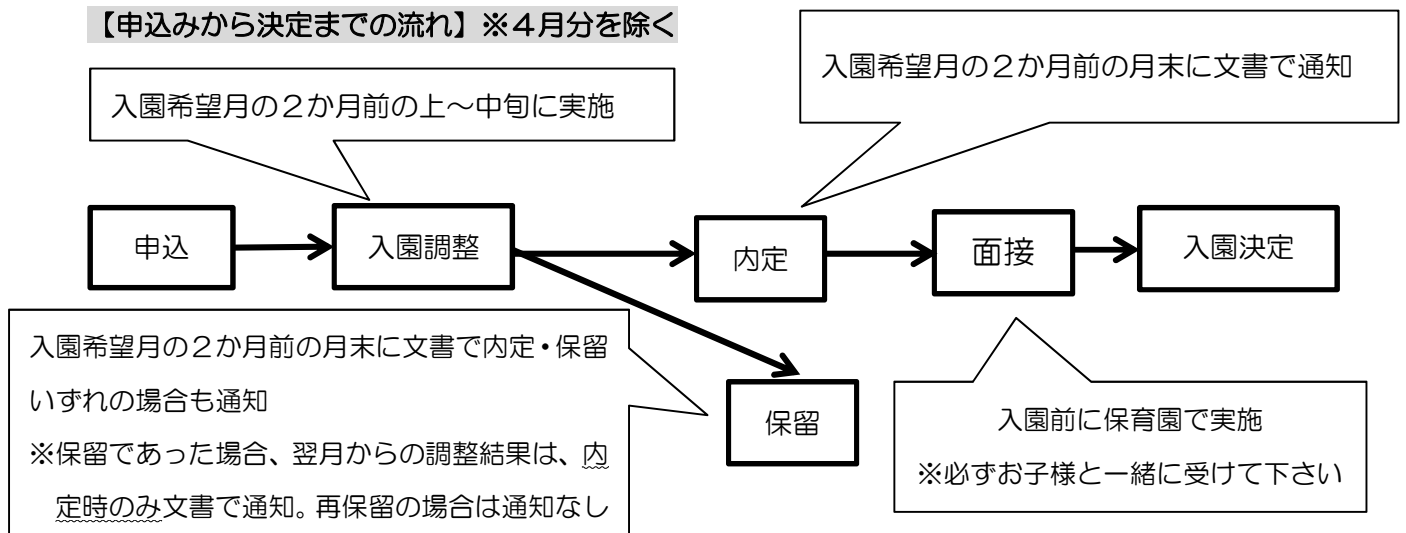 【申込みから決定までの流れ】※４月分を除く
入園希望月の２か月前の上～中旬に実施
入園希望月の２か月前の月末に文書で通知
申込
入園調整
内定
面接
入園決定
入園希望月の２か月前の月末に文書で内定・保留
いずれの場合も通知
※保留であった場合、翌月からの調整結果は、内
定時のみ文書で通知。再保留の場合は通知なし
保留
入園前に保育園で実施
※必ずお子様と一緒に受けて下さい